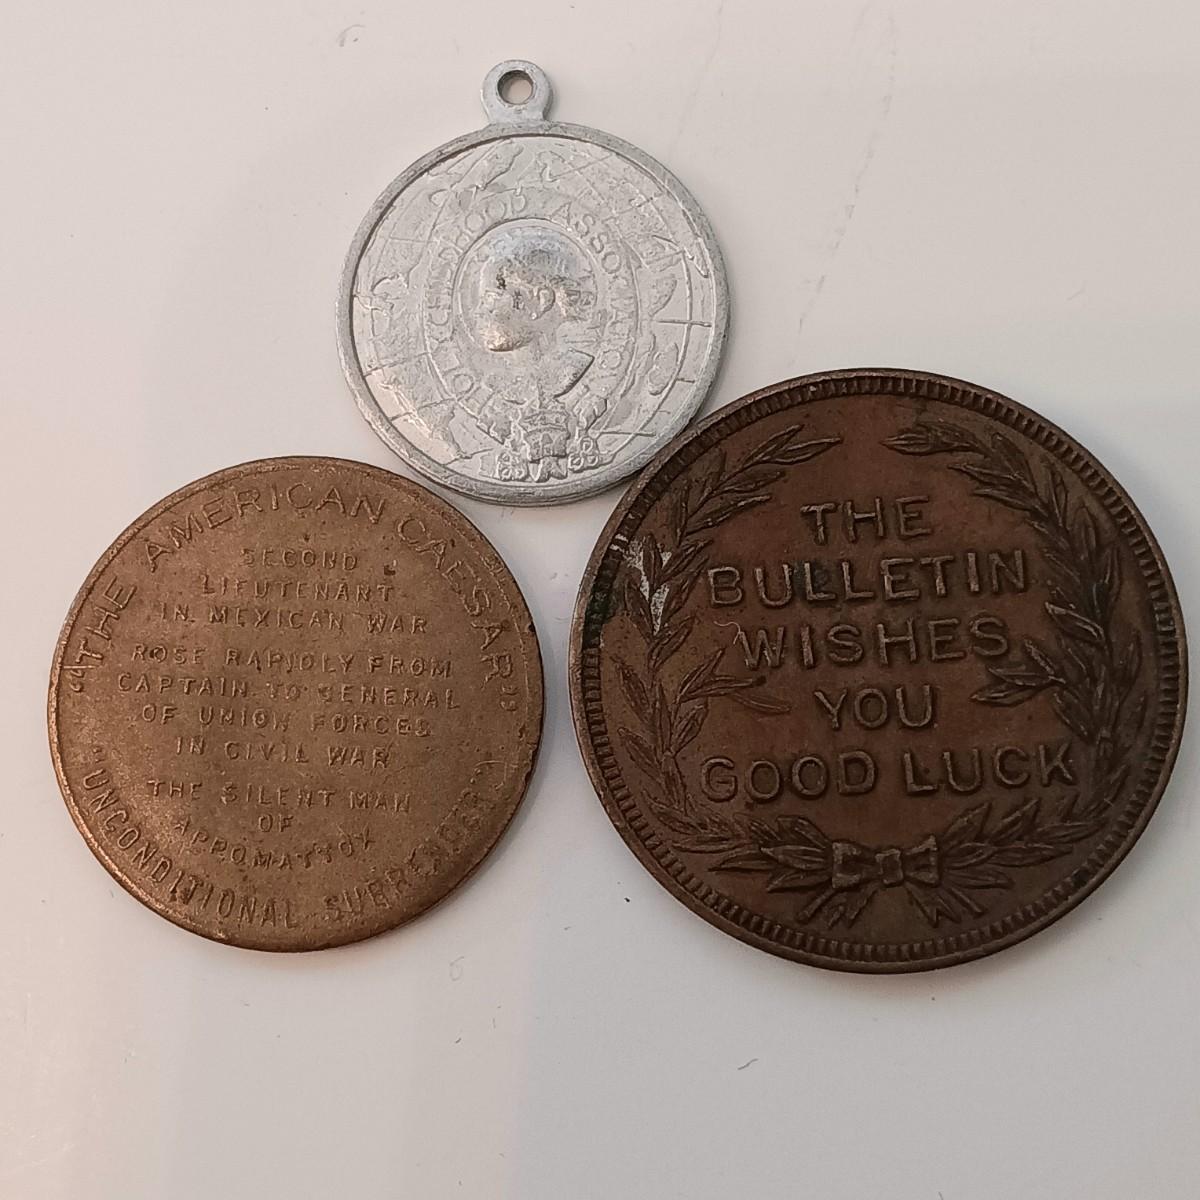 HOLY CHILDHOOD ASSOCIATION
"THE AMERICAN CAESAR"
SECOND
LIEUTENANT
IN MEXICAN WAR
ROSE RAPIDLY FROM
CAPTAIN TO GENERAL
OF UNION FORCES
IN CIVIL WAR
THE SILENT MAN
OF
APPOMATTOX
"UNCONDITIONAL SURRENDER"
THE
BULLETIN
WISHES
YOU
GOOD LUCK